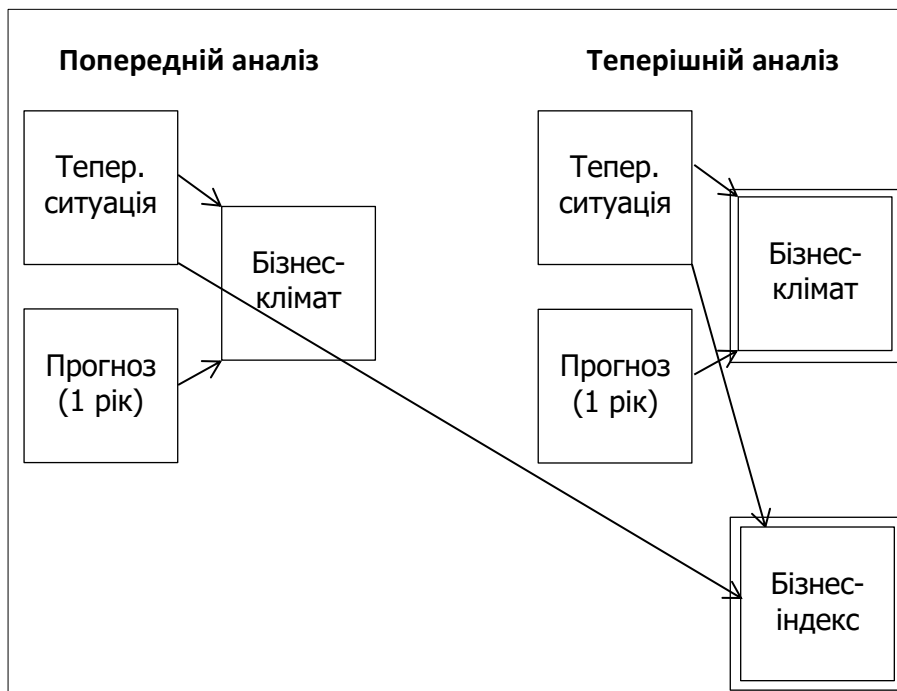 Попередній аналіз
Тепер.
ситуація
Бізнес-
клімат
Прогноз
(1 рік)
Теперішній аналіз
Тепер.
ситуація
Бізнес-
клімат
Прогноз
(1 рік)
Бізнес-
індекс